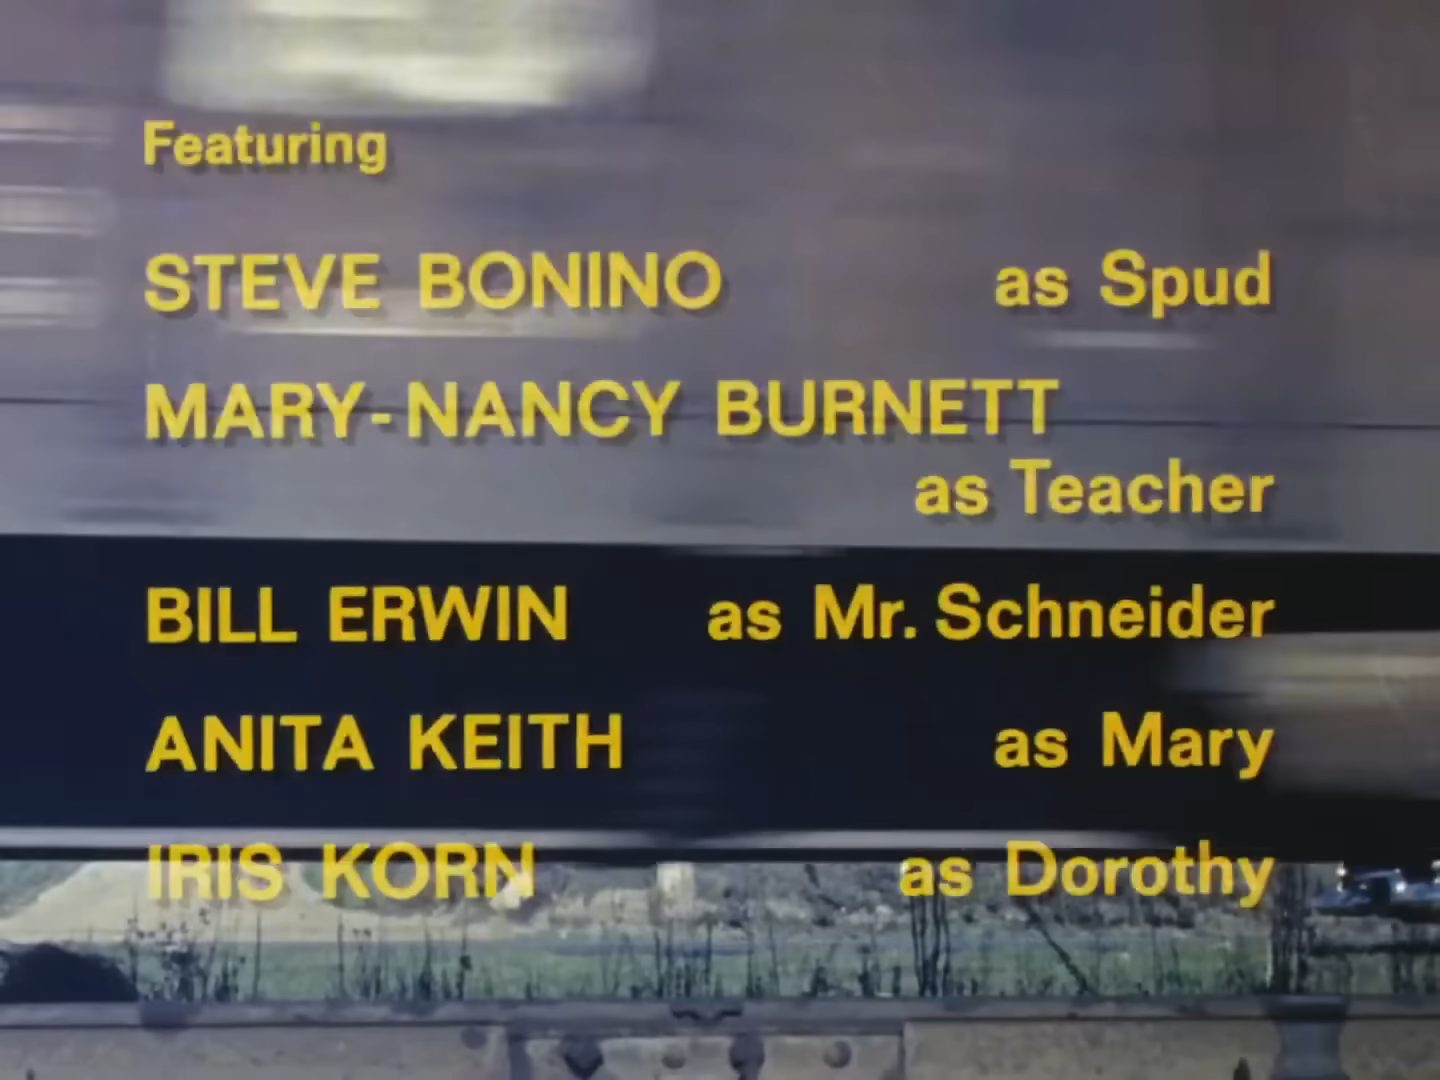 Featuring
STEVE BONINO as Spud
MARY-NANCY BURNETT
as Teacher
BILL ERWIN as Mr. Schneider
ANITA KEITH as Mary
IRIS KORN as Dorothy